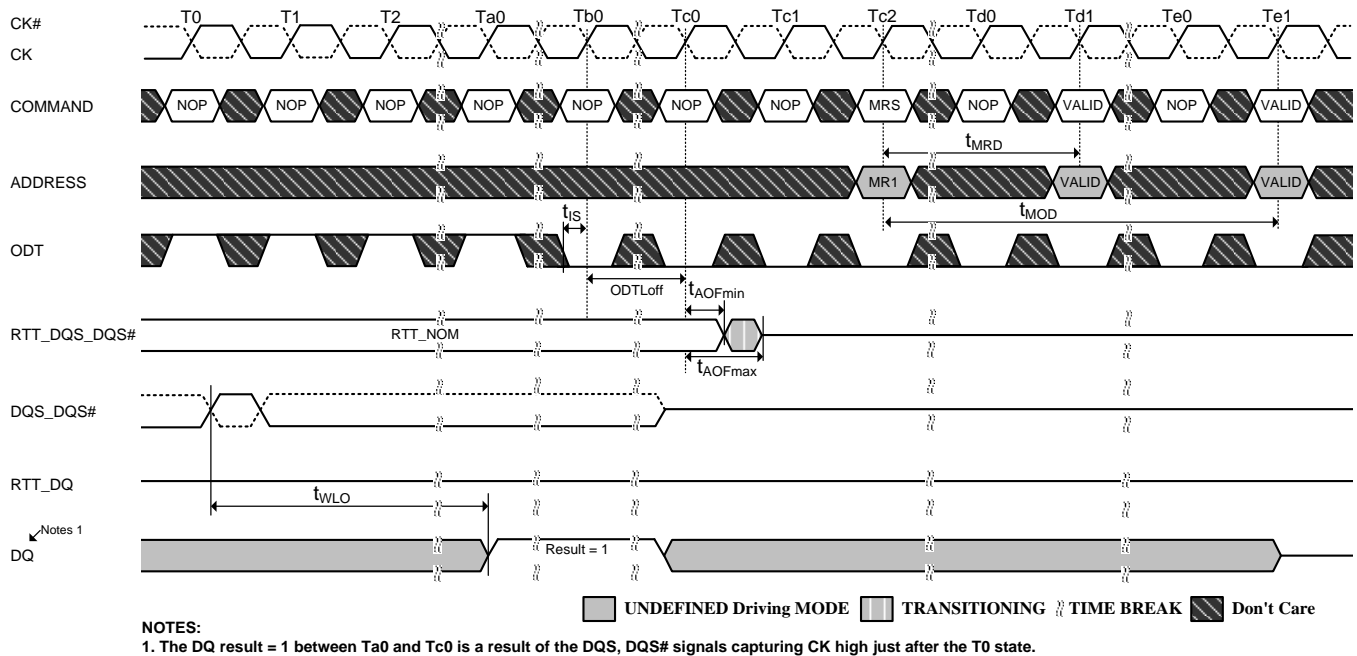 CK#
CK
T0 T1 T2 Ta0 Tb0 Tc0 Tc1 Tc2 Td0 Td1 Te0 Te1
COMMAND
NOP NOP NOP NOP NOP NOP NOP MRS NOP VALID NOP VALID
tMRD
ADDRESS
MR1 VALID VALID
tIS
tMOD
ODT
ODTLoff
tAOFmin
RTT_DQS_DQS#
RTT_NOM
tAOFmax
DQS_DQS#
RTT_DQ
tWLO
Notes 1
DQ
Result = 1
UNDEFINED Driving MODE TRANSITIONING TIME BREAK Don't Care
NOTES:
1. The DQ result = 1 between Ta0 and Tc0 is a result of the DQS, DQS# signals capturing CK high just after the T0 state.